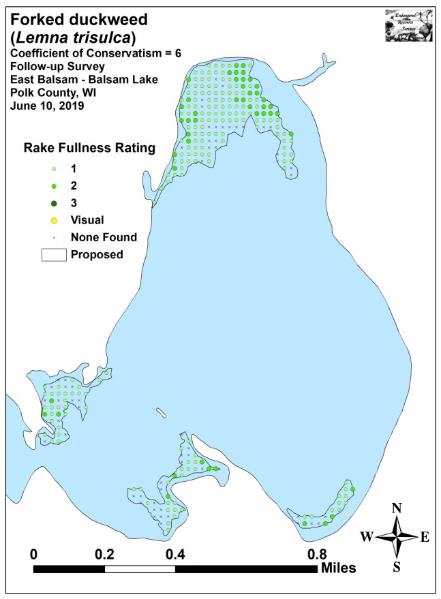 Forked duckweed
(Lemna trisulca)
Coefficient of Conservatism = 6
Follow-up Survey
East Balsam - Balsam Lake
Polk County, WI
June 10, 2019
Rake Fullness Rating
1
2
3
Visual
None Found
Proposed
N
W E
S
0 0.2 0.4 0.8
Miles